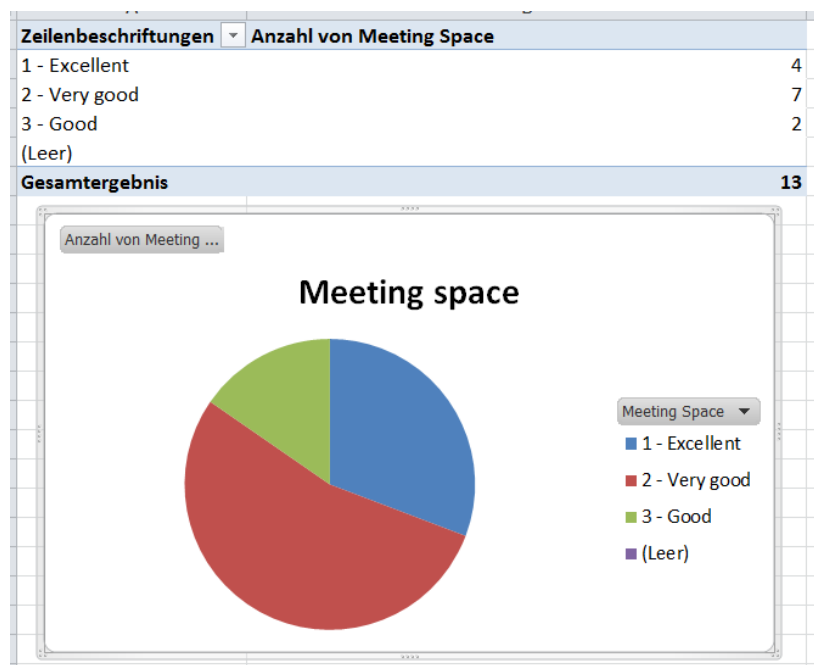 Zeilenbeschriftungen Anzahl von Meeting Space
1 - Excellent 4
2 - Very good 7
3 - Good 2
(Leer)
Gesamtergebnis 13
Anzahl von Meeting ...
Meeting space
Meeting Space
1 - Excellent
2 - Very good
3 - Good
(Leer)